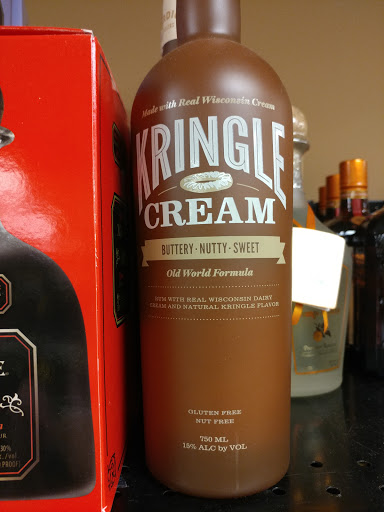 Made with Real Wisconsin Cream
KRINGLE
CREAM
BUTTERY · NUTTY · SWEET
Old World Formula
RUM WITH REAL WISCONSIN DAIRY
CREAM AND NATURAL KRINGLE FLAVOR
GLUTEN FREE
NUT FREE
750 ML
15% ALC by VOL